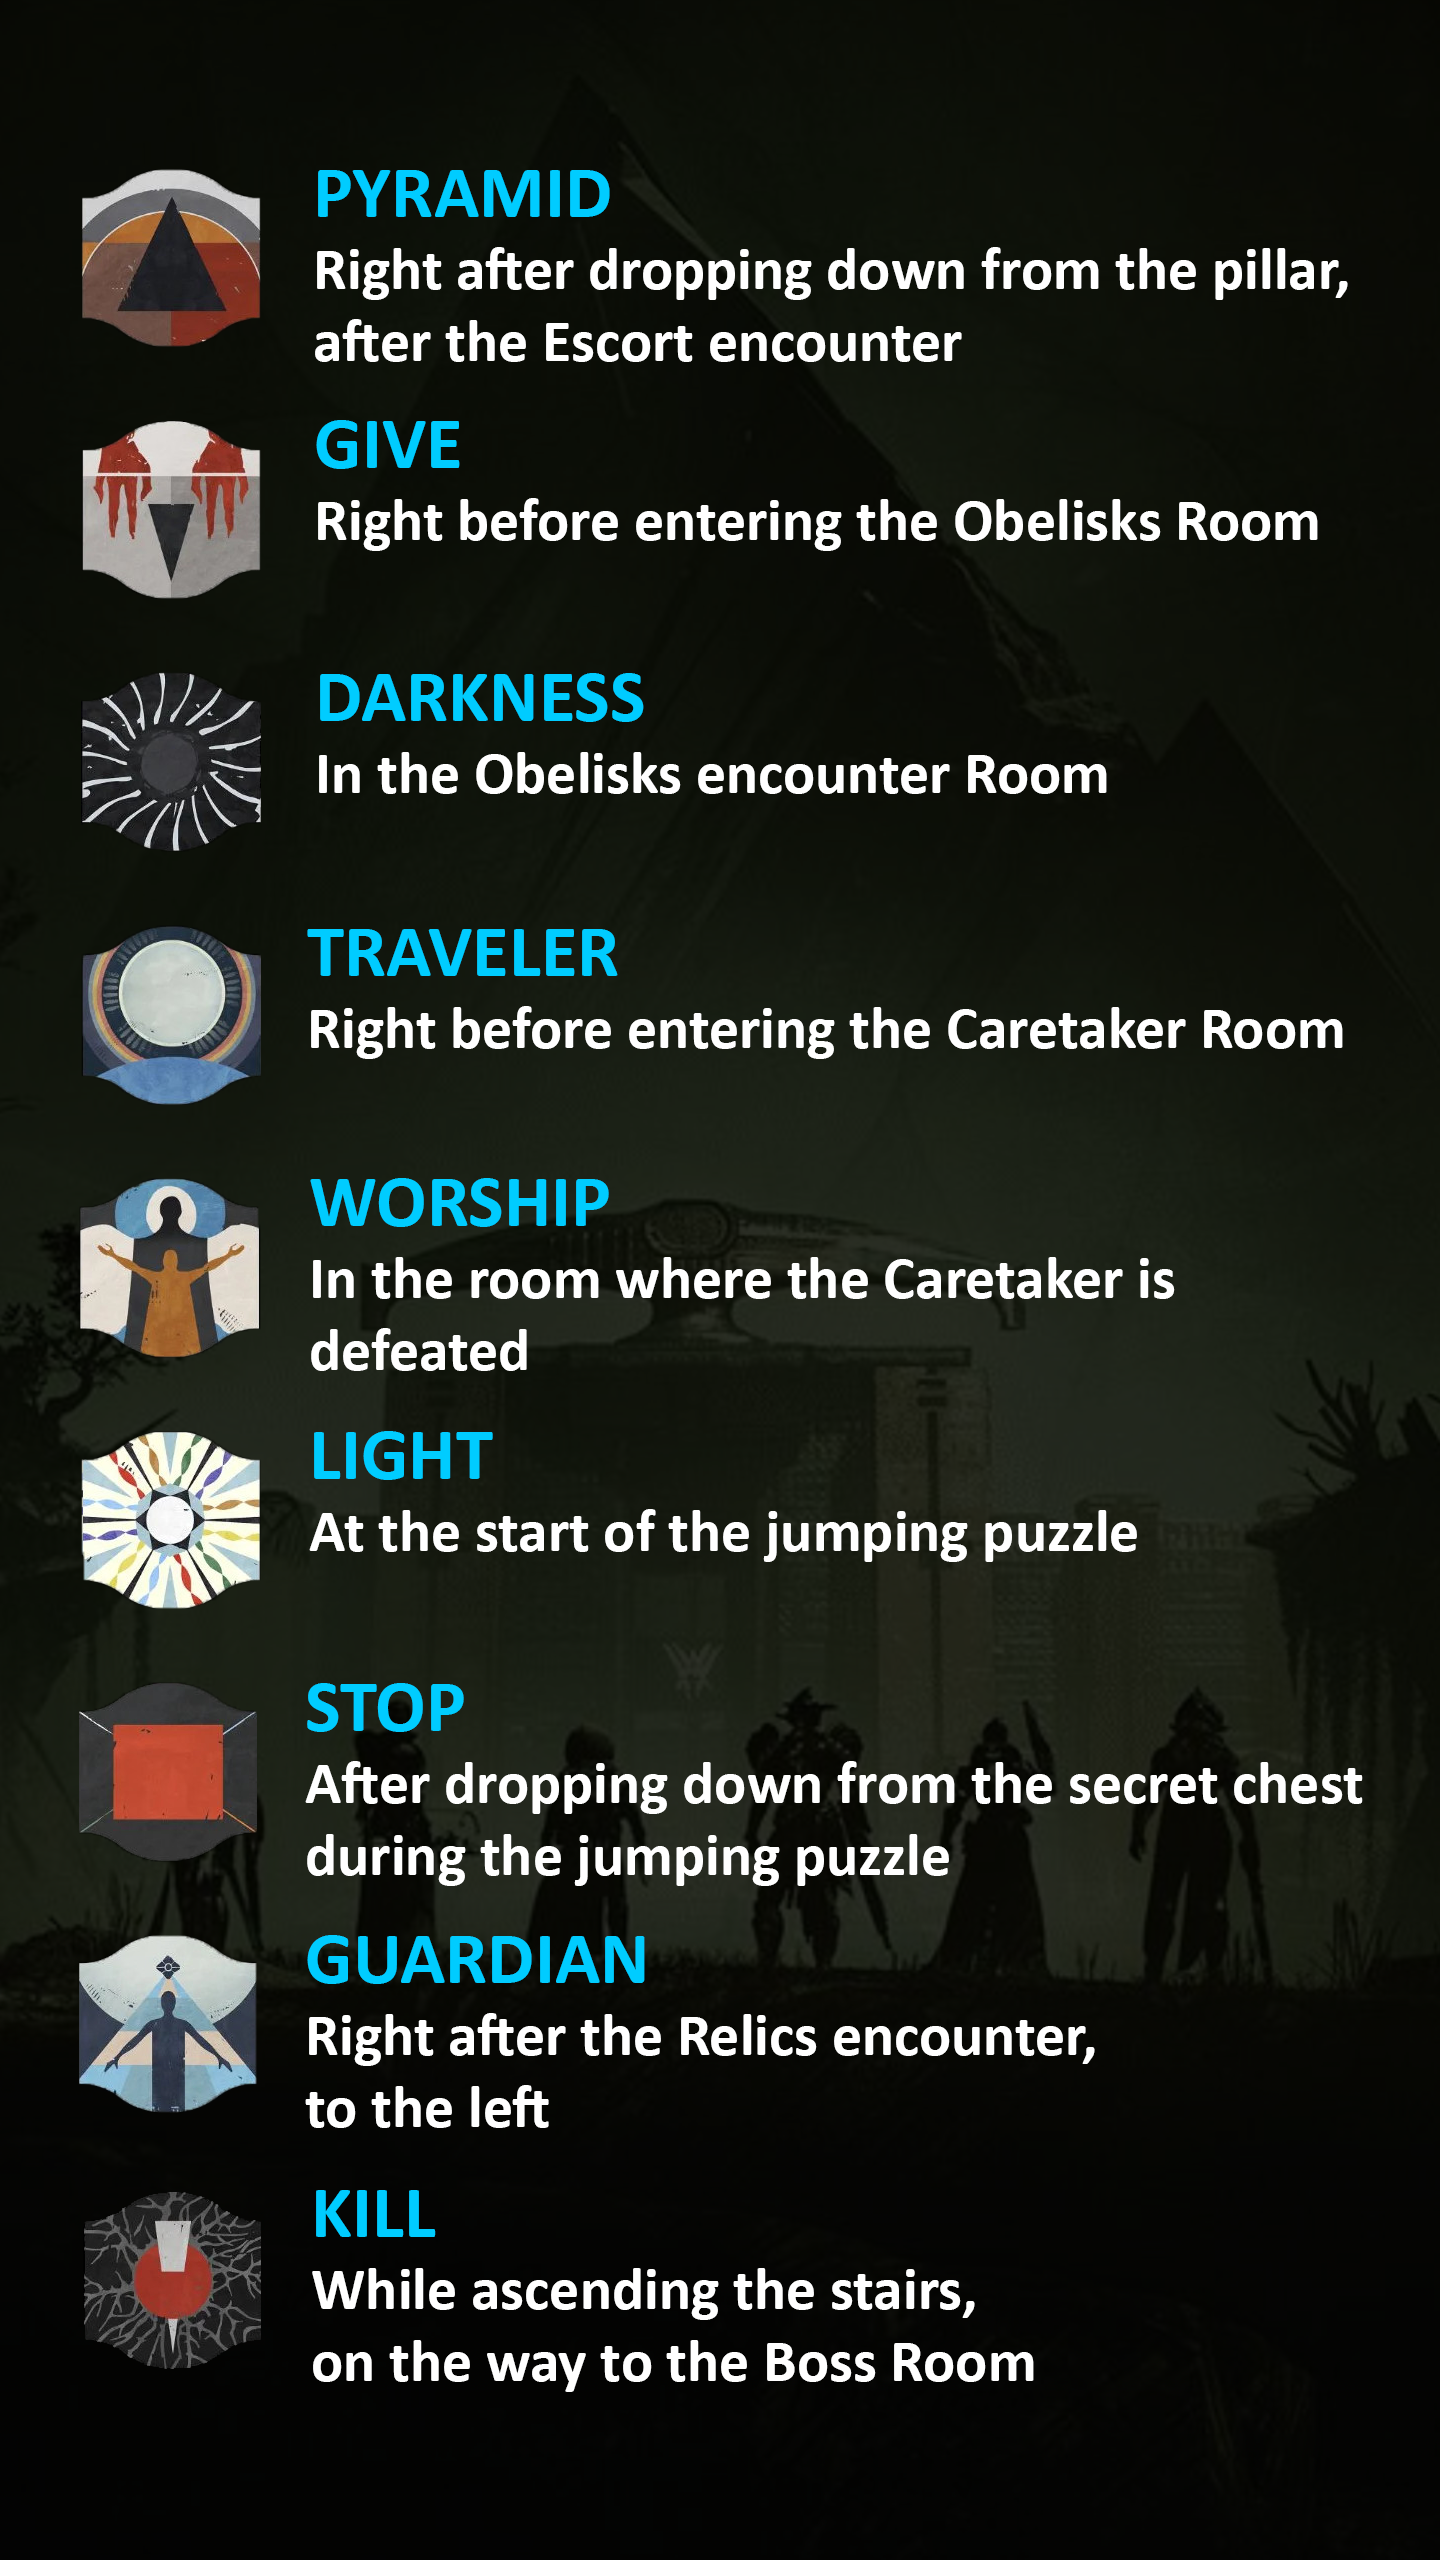 PYRAMID
Right after dropping down from the pillar,
after the Escort encounter
GIVE
Right before entering the Obelisks Room
DARKNESS
In the Obelisks encounter Room
TRAVELER
Right before entering the Caretaker Room
WORSHIP
In the room where the Caretaker is
defeated
LIGHT
At the start of the jumping puzzle
STOP
After dropping down from the secret chest
during the jumping puzzle
GUARDIAN
Right after the Relics encounter,
to the left
KILL
While ascending the stairs,
on the way to the Boss Room